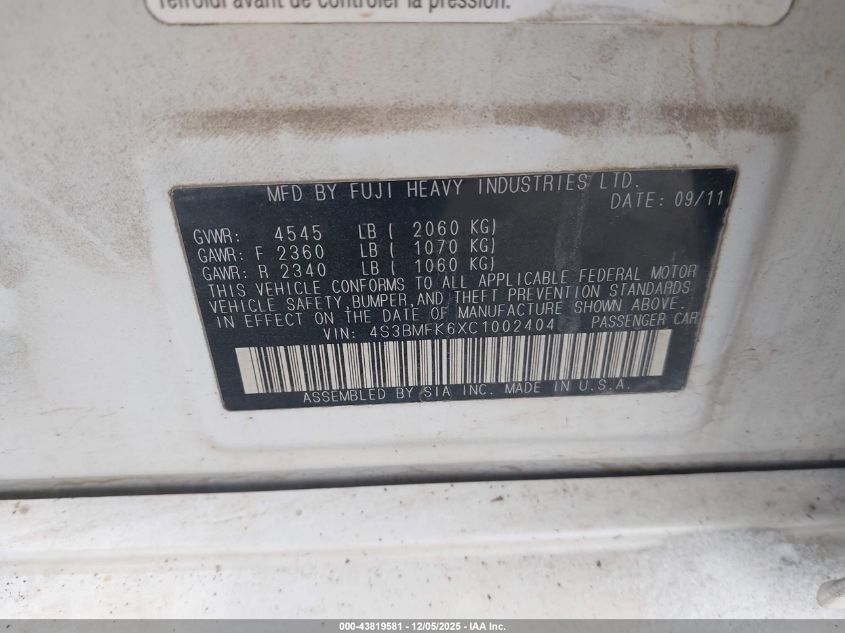 refroidi avant de contrôler la pression.
MFD BY FUJI HEAVY INDUSTRIES LTD.
DATE: 09/11
GVWR: 4545 LB ( 2060 KG)
GAWR: F 2360 LB ( 1070 KG)
GAWR: R 2340 LB ( 1060 KG)
THIS VEHICLE CONFORMS TO ALL APPLICABLE FEDERAL MOTOR
VEHICLE SAFETY,BUMPER,AND THEFT PREVENTION STANDARDS
IN EFFECT ON THE DATE OF MANUFACTURE SHOWN ABOVE.
VIN: 4S3BMFK6XC1002404 PASSENGER CAR
ASSEMBLED BY SIA INC. MADE IN U.S.A.
000-43819581 - 12/05/2025 - IAA Inc.